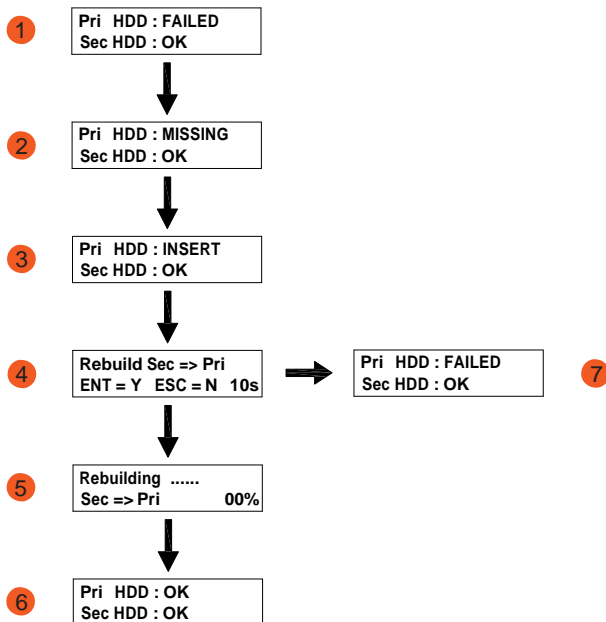 1
Pri HDD : FAILED
Sec HDD : OK
2
Pri HDD : MISSING
Sec HDD : OK
3
Pri HDD : INSERT
Sec HDD : OK
4
Rebuild Sec => Pri
ENT = Y ESC = N 10s
Pri HDD : FAILED
Sec HDD : OK
7
5
Rebuilding ......
Sec => Pri 00%
6
Pri HDD : OK
Sec HDD : OK